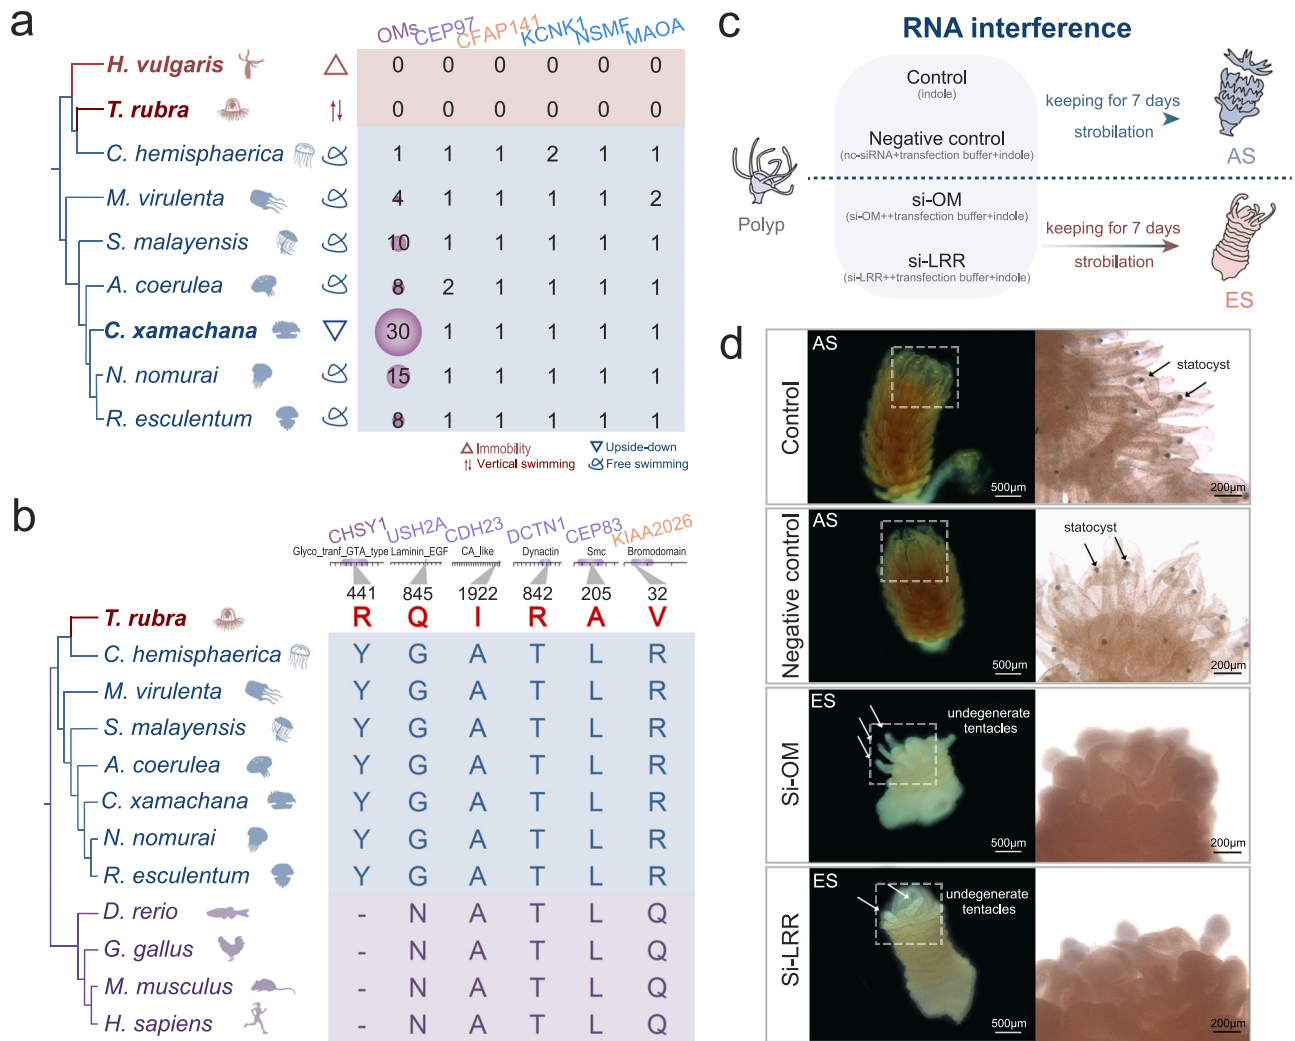 a
OMs CEP97 CFAP141 KCNK1 NSMF MAOA
H. vulgaris 0 0 0 0 0 0
T. rubra 0 0 0 0 0 0
C. hemisphaerica 1 1 1 2 1 1
M. virulenta 4 1 1 1 1 2
S. malayensis 10 1 1 1 1 1
A. coerulea 8 2 1 1 1 1
C. xamachana 30 1 1 1 1 1
N. nomurai 15 1 1 1 1 1
R. esculentum 8 1 1 1 1 1
Immobility Upside-down
Vertical swimming Free swimming
b
CHSY1 USH2A CDH23 DCTN1 CEP83 KIAA2026
Glyco_tranf_GTA_type Laminin_EGF CA_like Dynactin Smc Bromodomain
441 845 1922 842 205 32
T. rubra R Q I R A V
C. hemisphaerica Y G A T L R
M. virulenta Y G A T L R
S. malayensis Y G A T L R
A. coerulea Y G A T L R
C. xamachana Y G A T L R
N. nomurai Y G A T L R
R. esculentum Y G A T L R
D. rerio - N A T L Q
G. gallus - N A T L Q
M. musculus - N A T L Q
H. sapiens - N A T L Q
c
RNA interference
Polyp
Control
(indole)
Negative control
(nc-siRNA+transfection buffer+indole)
si-OM
(si-OM++transfection buffer+indole)
si-LRR
(si-LRR++transfection buffer+indole)
keeping for 7 days
strobilation
AS
keeping for 7 days
strobilation
ES
d
Control
AS
500μm
statocyst
200μm
Negative control
AS
500μm
statocyst
200μm
Si-OM
ES
undegenerate
tentacles
500μm
200μm
Si-LRR
ES
undegenerate
tentacles
500μm
200μm